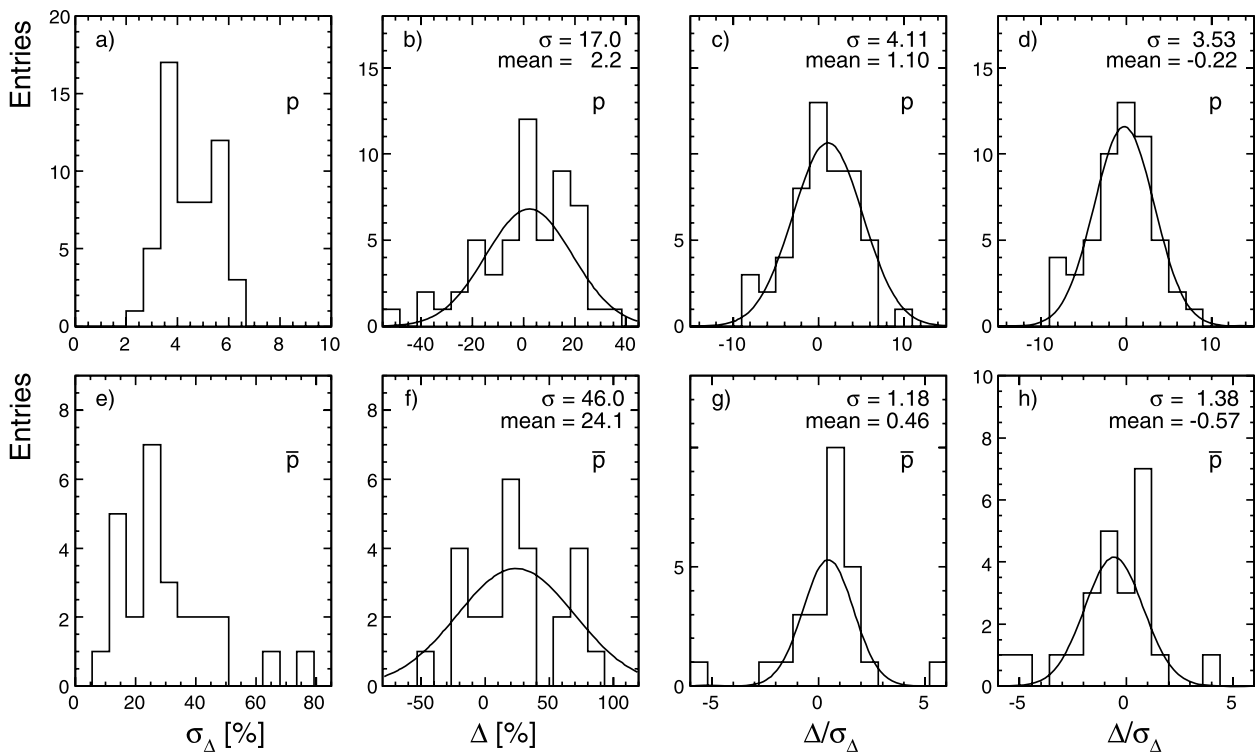 Entries
a)
p
20
15
10
5
0
0 2 4 6 8 10
b)
σ = 17.0
mean = 2.2
p
15
10
5
0
-40 -20 0 20 40
c)
σ = 4.11
mean = 1.10
p
15
5
0
-10 0 10
d)
σ = 3.53
mean = -0.22
p
15
10
5
0
-10 0 10
Entries
e)
p̅
8
6
4
2
0
0 20 40 60 80
σΔ [%]
f)
σ = 46.0
mean = 24.1
p̅
8
6
4
2
0
-50 0 50 100
Δ [%]
g)
σ = 1.18
mean = 0.46
p̅
5
0
-5 0 5
Δ/σΔ
h)
σ = 1.38
mean = -0.57
p̅
10
8
6
4
2
0
-5 0 5
Δ/σΔ